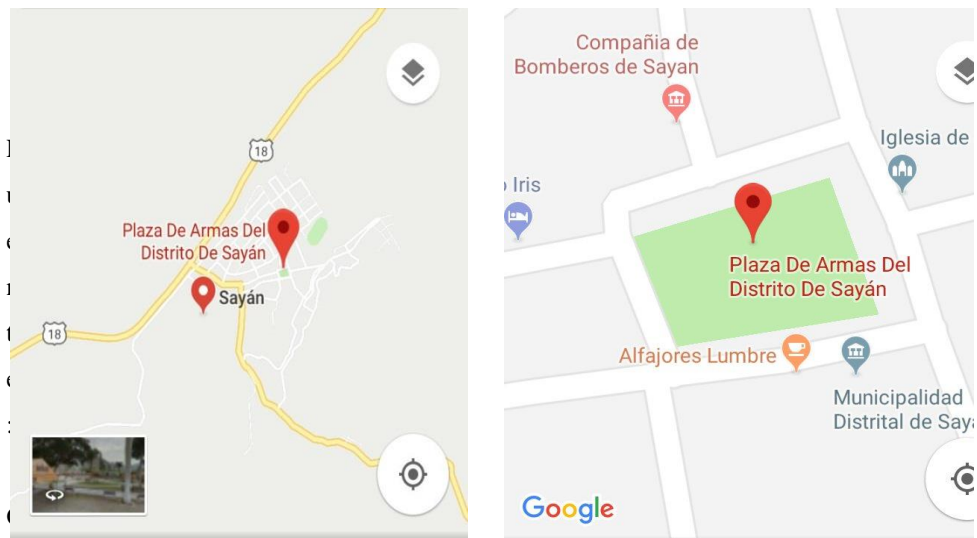 18
Plaza De Armas Del
Distrito De Sayán
Sayán
18
Compañia de
Bomberos de Sayan
Iglesia de
Iris
Plaza De Armas Del
Distrito De Sayán
Alfajores Lumbre
Municipalidad
Distrital de Say
Google